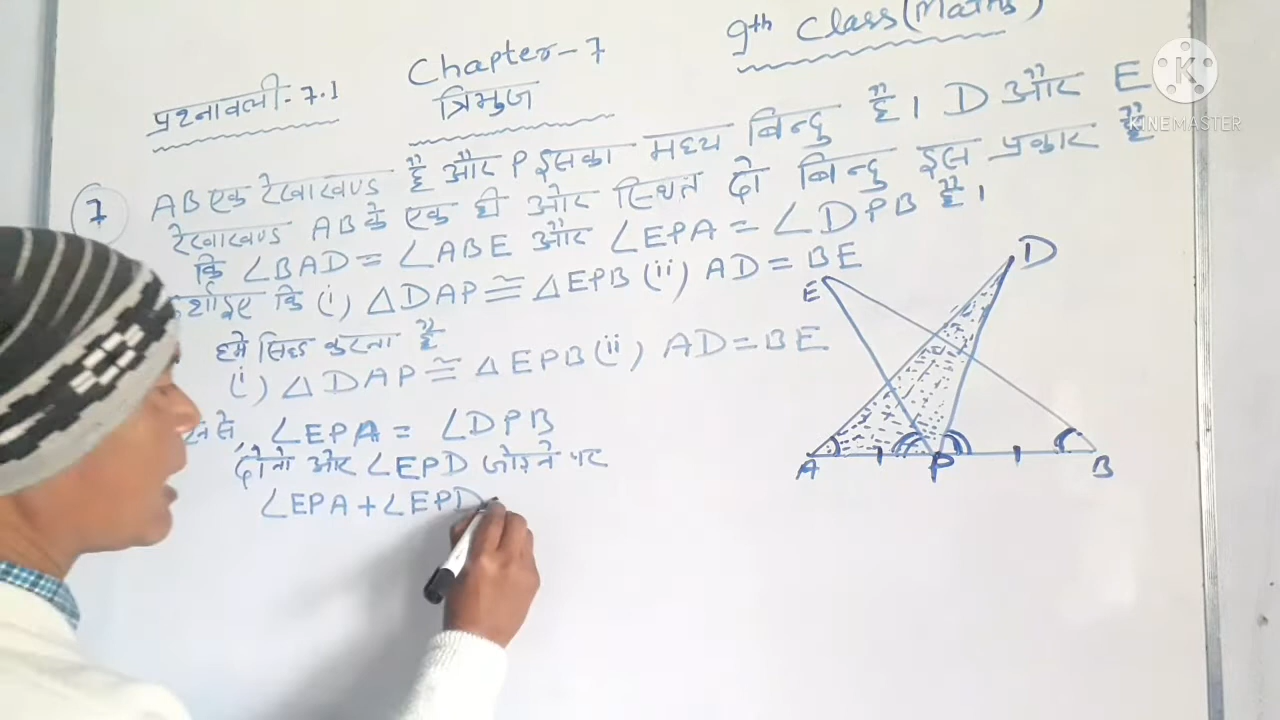 9th Class (Maths)
Chapter-7
प्रश्नावली-7.1
त्रिभुज
K
KINEMASTER
7 AB एक रेखाखण्ड है और P इसका मध्य बिन्दु है। D और E
रेखाखण्ड AB के एक ही ओर स्थित दो बिन्दु इस प्रकार है
कि ∠BAD = ∠ABE और ∠EPA = ∠DPB है।
कि (i) △DAP ≅ △EPB (ii) AD = BE
हमे सिद्ध करना है
(i) △DAP ≅ △EPB (ii) AD = BE
∠EPA = ∠DPB
दोनो ओर ∠EPD जोड़ने पर
∠EPA + ∠EPD
E
D
A
P
B